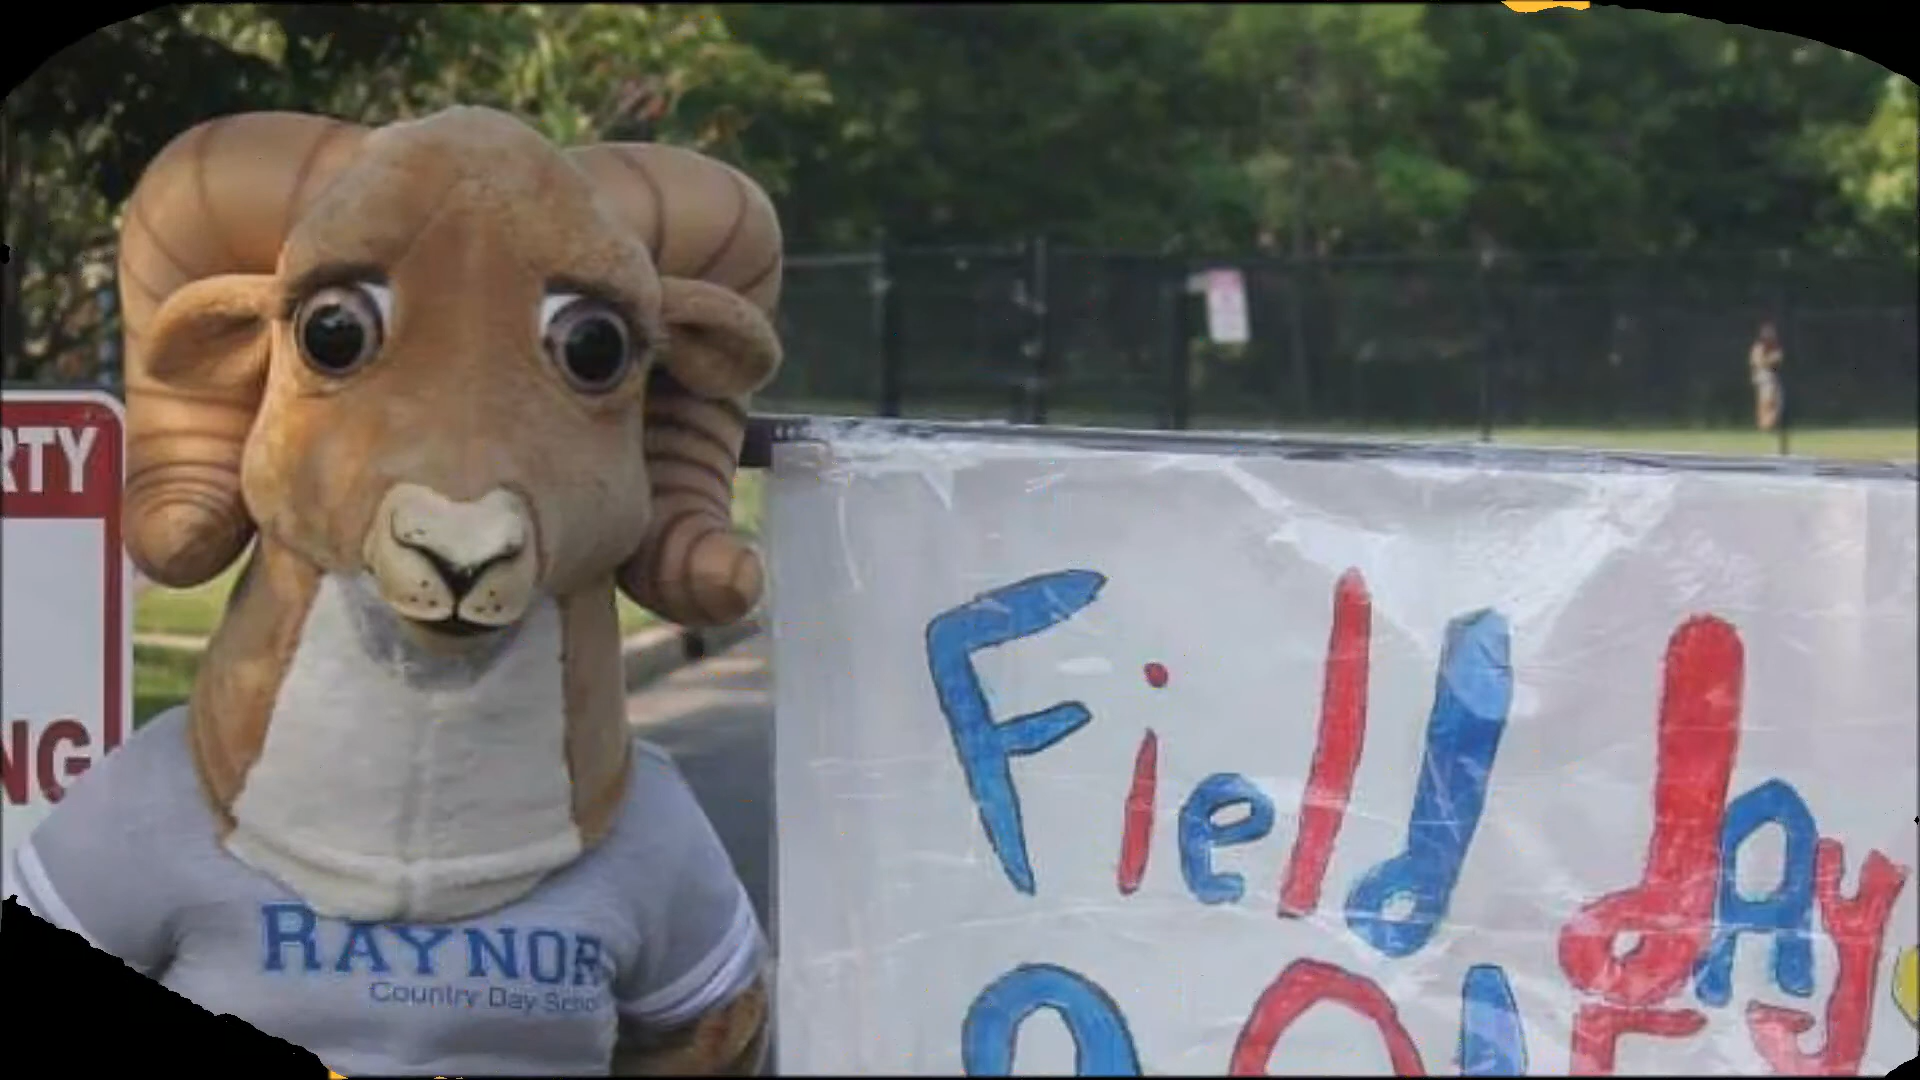 RTY
NG
RAYNOR
Country Day School
Field day